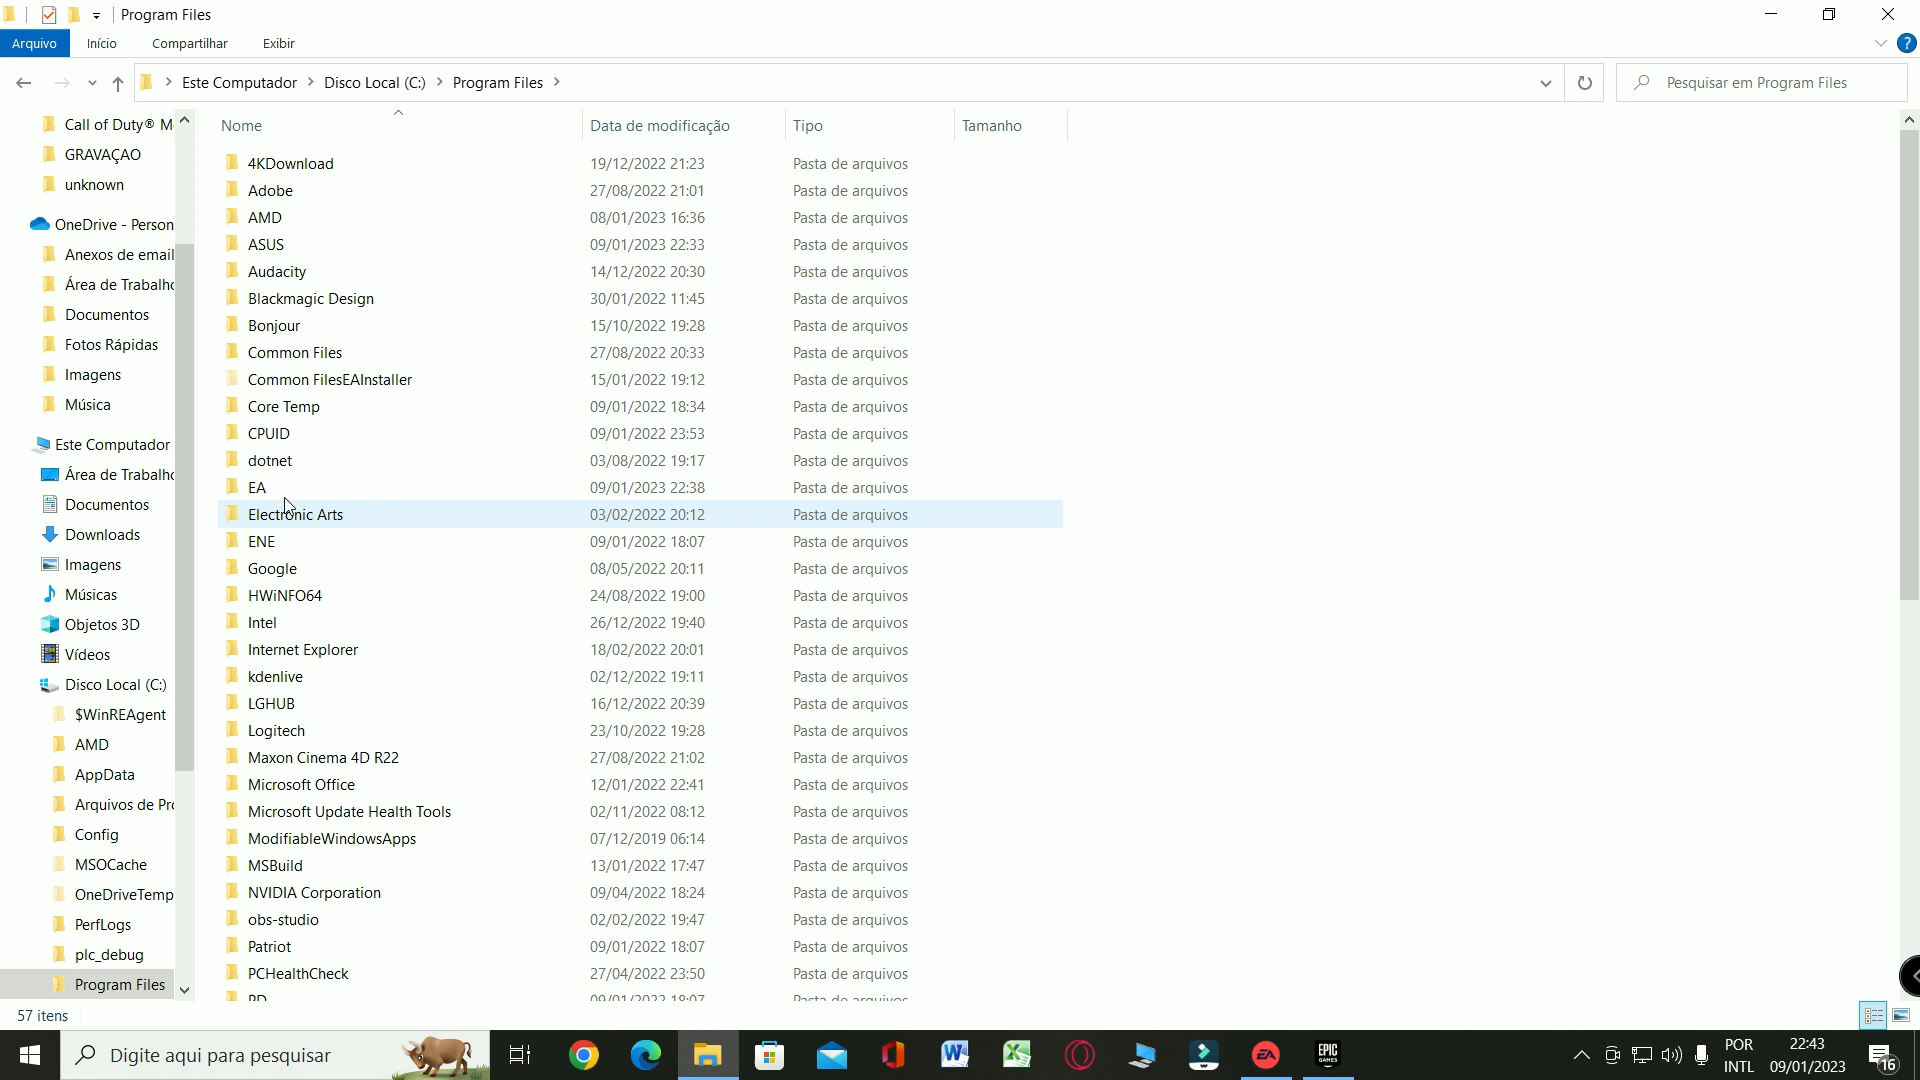 Program Files
Arquivo Início Compartilhar Exibir
Este Computador Disco Local (C:) Program Files
Pesquisar em Program Files
Call of Duty® M
GRAVAÇAO
unknown
OneDrive - Person
Anexos de email
Área de Trabalho
Documentos
Fotos Rápidas
Imagens
Música
Este Computador
Área de Trabalho
Documentos
Downloads
Imagens
Músicas
Objetos 3D
Vídeos
Disco Local (C:)
$WinREAgent
AMD
AppData
Arquivos de Pro
Config
MSOCache
OneDriveTemp
PerfLogs
plc_debug
Program Files
Nome Data de modificação Tipo Tamanho
4KDownload 19/12/2022 21:23 Pasta de arquivos
Adobe 27/08/2022 21:01 Pasta de arquivos
AMD 08/01/2023 16:36 Pasta de arquivos
ASUS 09/01/2023 22:33 Pasta de arquivos
Audacity 14/12/2022 20:30 Pasta de arquivos
Blackmagic Design 30/01/2022 11:45 Pasta de arquivos
Bonjour 15/10/2022 19:28 Pasta de arquivos
Common Files 27/08/2022 20:33 Pasta de arquivos
Common FilesEAInstaller 15/01/2022 19:12 Pasta de arquivos
Core Temp 09/01/2022 18:34 Pasta de arquivos
CPUID 09/01/2022 23:53 Pasta de arquivos
dotnet 03/08/2022 19:17 Pasta de arquivos
EA 09/01/2023 22:38 Pasta de arquivos
Electronic Arts 03/02/2022 20:12 Pasta de arquivos
ENE 09/01/2022 18:07 Pasta de arquivos
Google 08/05/2022 20:11 Pasta de arquivos
HWiNFO64 24/08/2022 19:00 Pasta de arquivos
Intel 26/12/2022 19:40 Pasta de arquivos
Internet Explorer 18/02/2022 20:01 Pasta de arquivos
kdenlive 02/12/2022 19:11 Pasta de arquivos
LGHUB 16/12/2022 20:39 Pasta de arquivos
Logitech 23/10/2022 19:28 Pasta de arquivos
Maxon Cinema 4D R22 27/08/2022 21:02 Pasta de arquivos
Microsoft Office 12/01/2022 22:41 Pasta de arquivos
Microsoft Update Health Tools 02/11/2022 08:12 Pasta de arquivos
ModifiableWindowsApps 07/12/2019 06:14 Pasta de arquivos
MSBuild 13/01/2022 17:47 Pasta de arquivos
NVIDIA Corporation 09/04/2022 18:24 Pasta de arquivos
obs-studio 02/02/2022 19:47 Pasta de arquivos
Patriot 09/01/2022 18:07 Pasta de arquivos
PCHealthCheck 27/04/2022 23:50 Pasta de arquivos
PD 09/01/2022 18:07 Pasta de arquivos
57 itens
Digite aqui para pesquisar
EA
EPIC GAMES
POR 22:43
INTL 09/01/2023
16